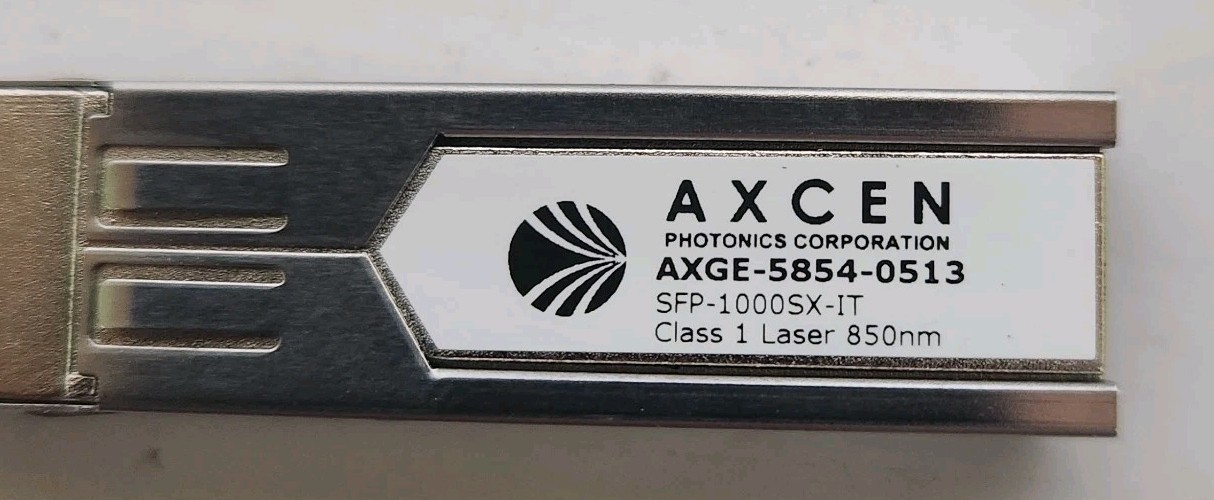 AXCEN
PHOTONICS CORPORATION
AXGE-5854-0513
SFP-1000SX-IT
Class 1 Laser 850nm